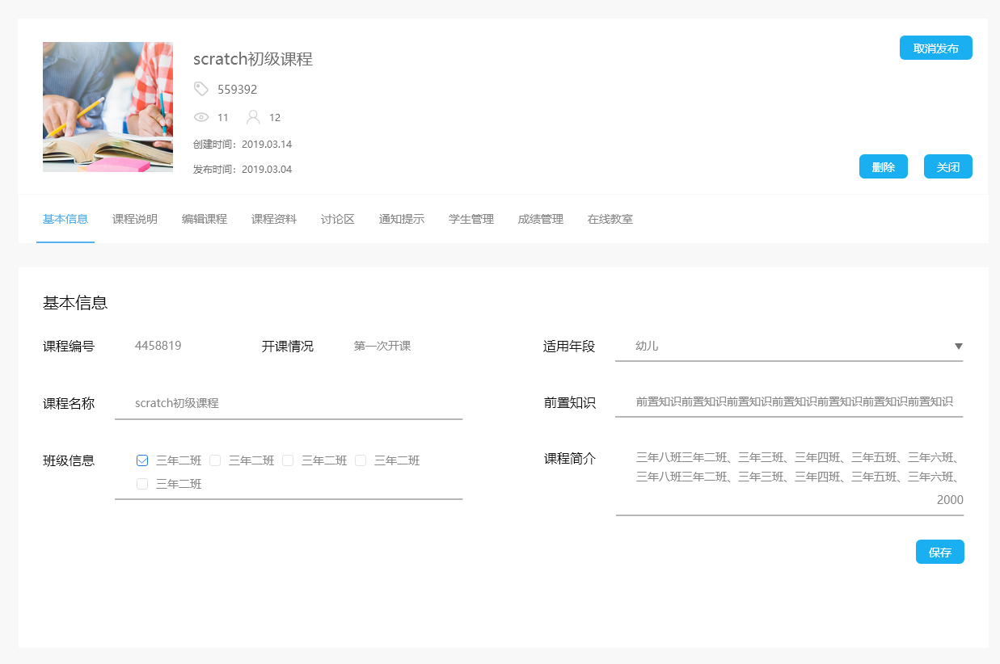 scratch初级课程
取消发布
559392
11 12
创建时间：2019.03.14
发布时间：2019.03.04
删除 关闭
基本信息 课程说明 编辑课程 课程资料 讨论区 通知提示 学生管理 成绩管理 在线教室
基本信息
课程编号 4458819 开课情况 第一次开课 适用年段 幼儿
课程名称 scratch初级课程 前置知识 前置知识前置知识前置知识前置知识前置知识前置知识前置知识
班级信息 三年二班 三年二班 三年二班 三年二班
三年二班
课程简介 三年八班三年二班、三年三班、三年四班、三年五班、三年六班、
三年八班三年二班、三年三班、三年四班、三年五班、三年六班、
2000
保存